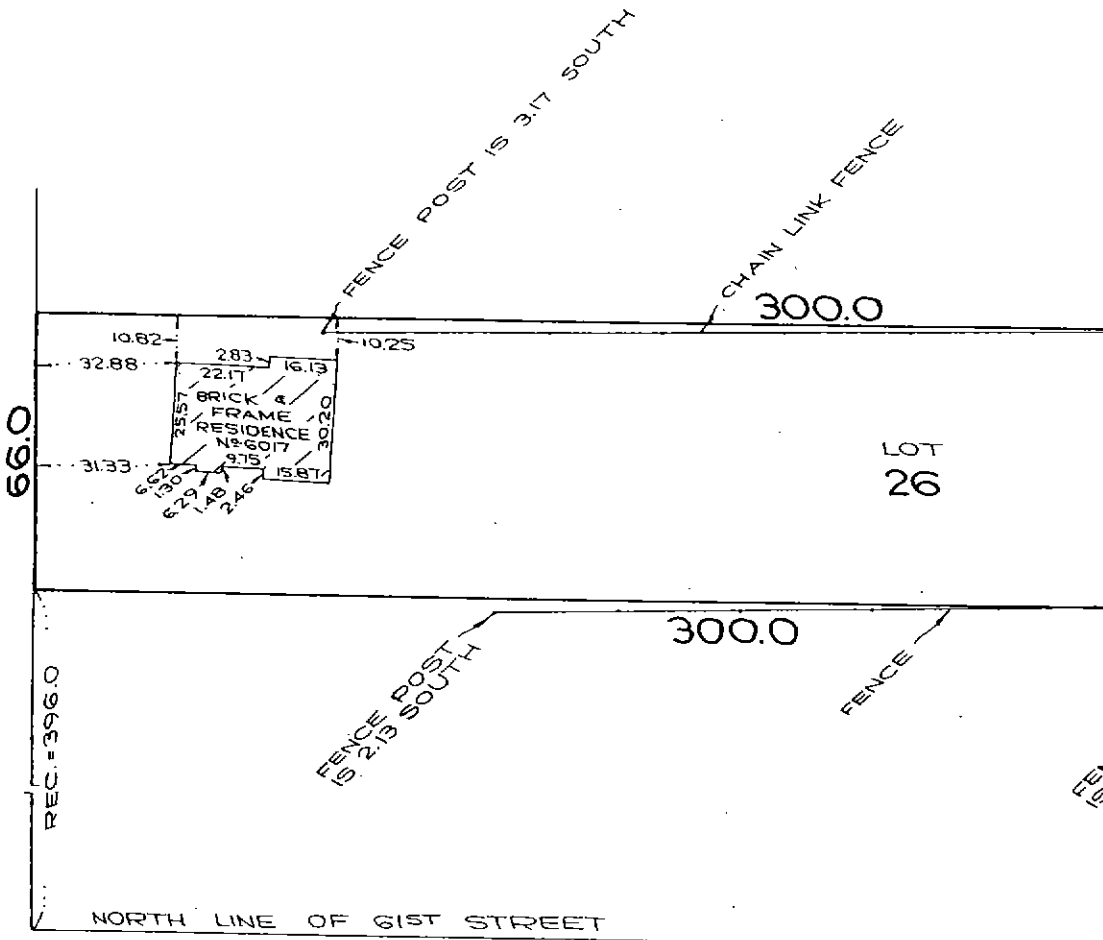 FENCE POST IS 3.17 SOUTH
CHAIN LINK FENCE
300.0
10.82
10.25
2.83
32.88
22.17
16.13
25.57
BRICK &
FRAME
RESIDENCE
Nº 6017
30.20
66.0
31.33
9.75
15.87
6.62
1.30
6.29
1.48
2.46
LOT
26
300.0
FENCE POST
IS 2.13 SOUTH
FENCE
REC.=396.0
NORTH LINE OF 61ST STREET